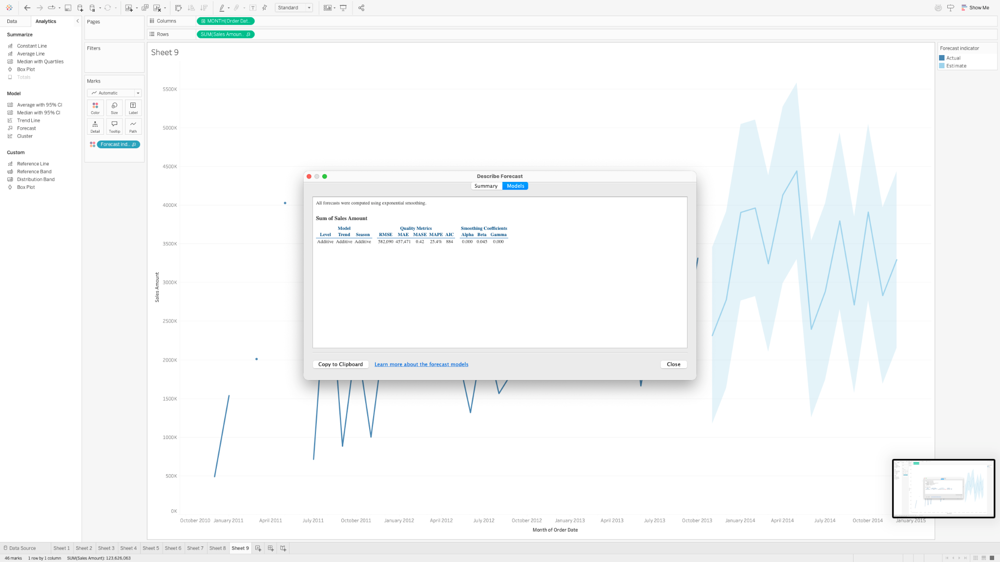 Standard
Show Me
Data
Analytics
Pages
Columns
MONTH(Order Dat..
Rows
SUM(Sales Amoun..
Summarize
Constant Line
Average Line
Median with Quartiles
Box Plot
Totals
Model
Average with 95% CI
Median with 95% CI
Trend Line
Forecast
Cluster
Custom
Reference Line
Reference Band
Distribution Band
Box Plot
Filters
Marks
Automatic
Color
Size
Label
Detail
Tooltip
Path
Forecast ind..
Sheet 9
Forecast indicator
Actual
Estimate
5500K
5000K
4500K
4000K
3500K
3000K
2500K
2000K
1500K
1000K
500K
0K
Sales Amount
Describe Forecast
Summary
Models
All forecasts were computed using exponential smoothing.
Sum of Sales Amount
Model Quality Metrics Smoothing Coefficients
Level Trend Season RMSE MAE MASE MAPE AIC Alpha Beta Gamma
Additive Additive Additive 582,090 457,471 0.42 25.4% 884 0.000 0.045 0.000
Copy to Clipboard
Learn more about the forecast models
Close
October 2010 January 2011 April 2011 July 2011 October 2011 January 2012 April 2012 July 2012 October 2012 January 2013 April 2013 July 2013 October 2013 January 2014 April 2014 July 2014 October 2014 January 2015
Month of Order Date
Data Source Sheet 1 Sheet 2 Sheet 3 Sheet 4 Sheet 5 Sheet 6 Sheet 7 Sheet 8 Sheet 9
46 marks 1 row by 1 column SUM(Sales Amount): 123,626,063